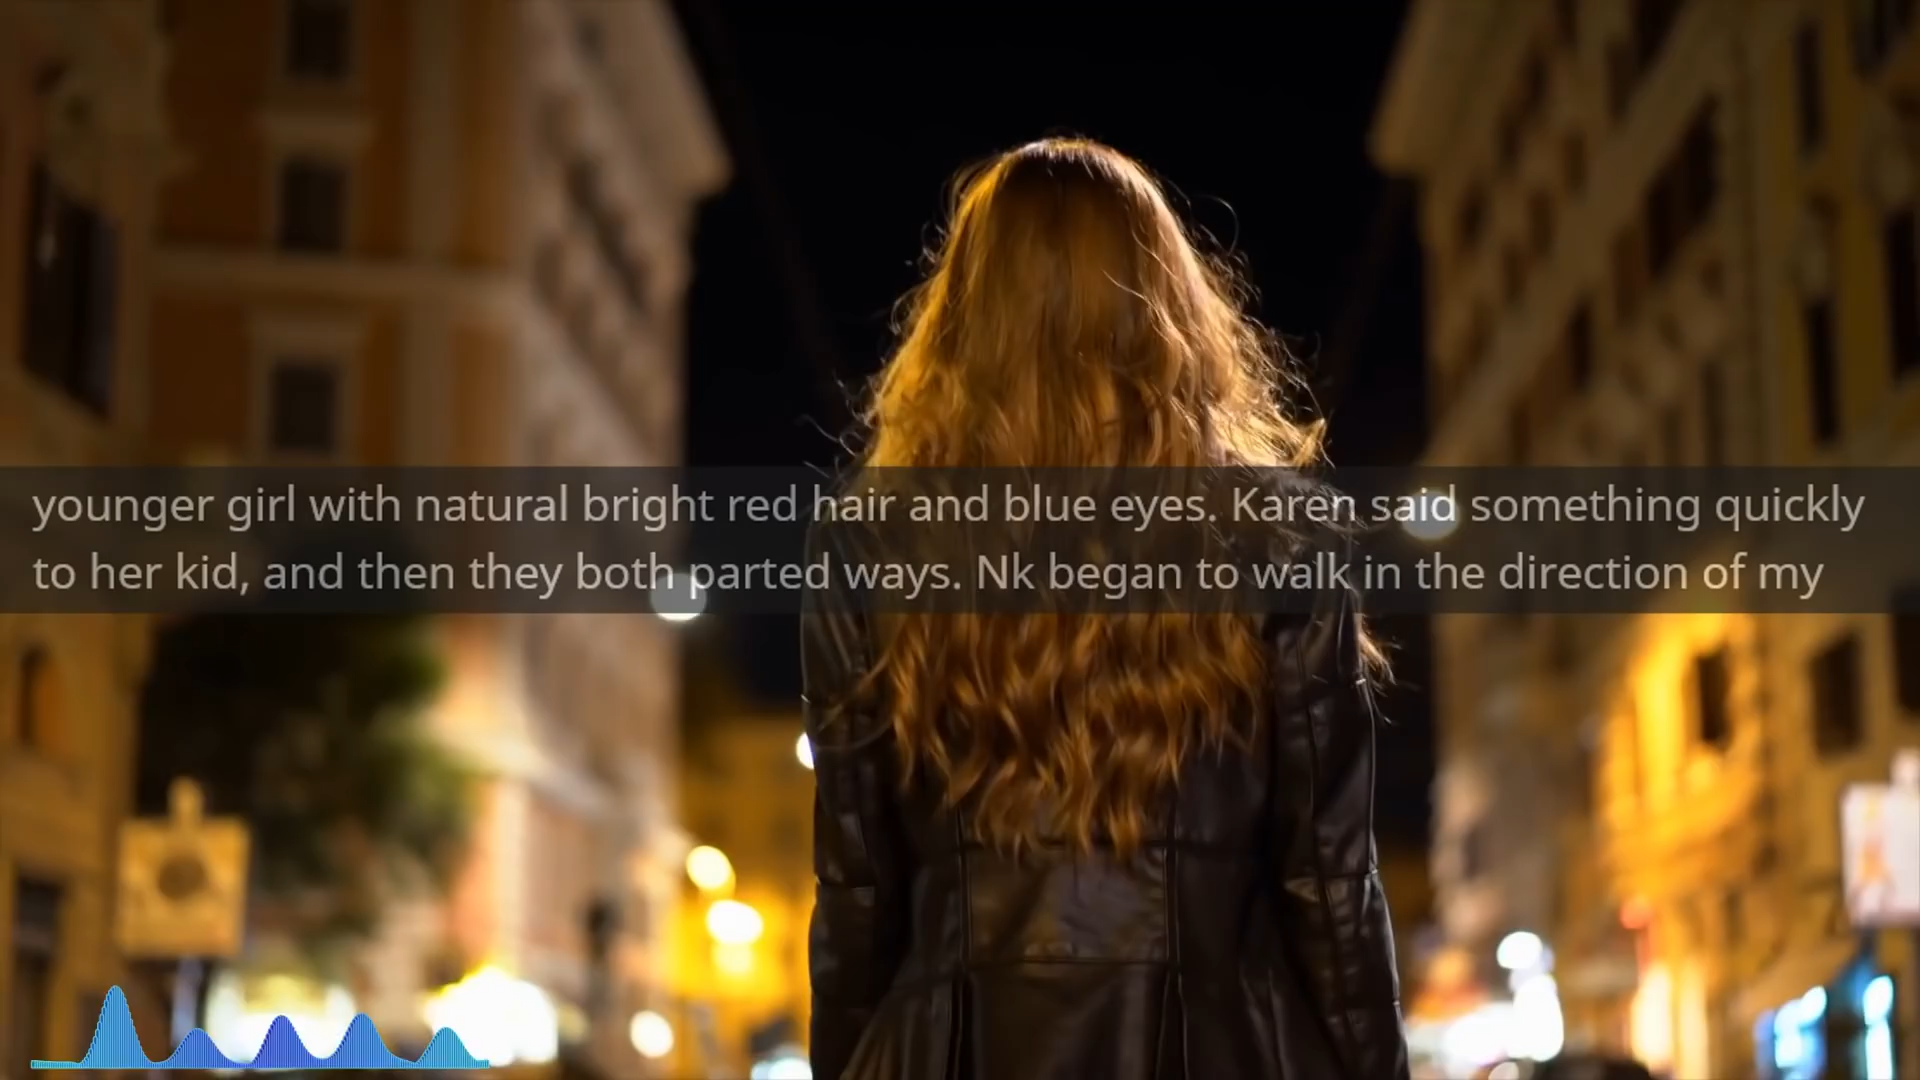 younger girl with natural bright red hair and blue eyes. Karen said something quickly
to her kid, and then they both parted ways. Nk began to walk in the direction of my